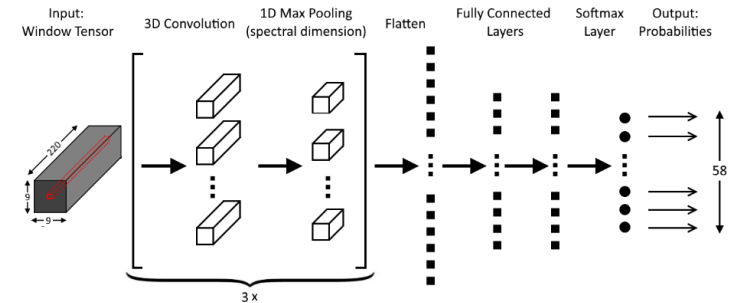 Input:
Window Tensor
3D Convolution
1D Max Pooling
(spectral dimension)
Flatten
Fully Connected
Layers
Softmax
Layer
Output:
Probabilities
220
9
9
58
3 x